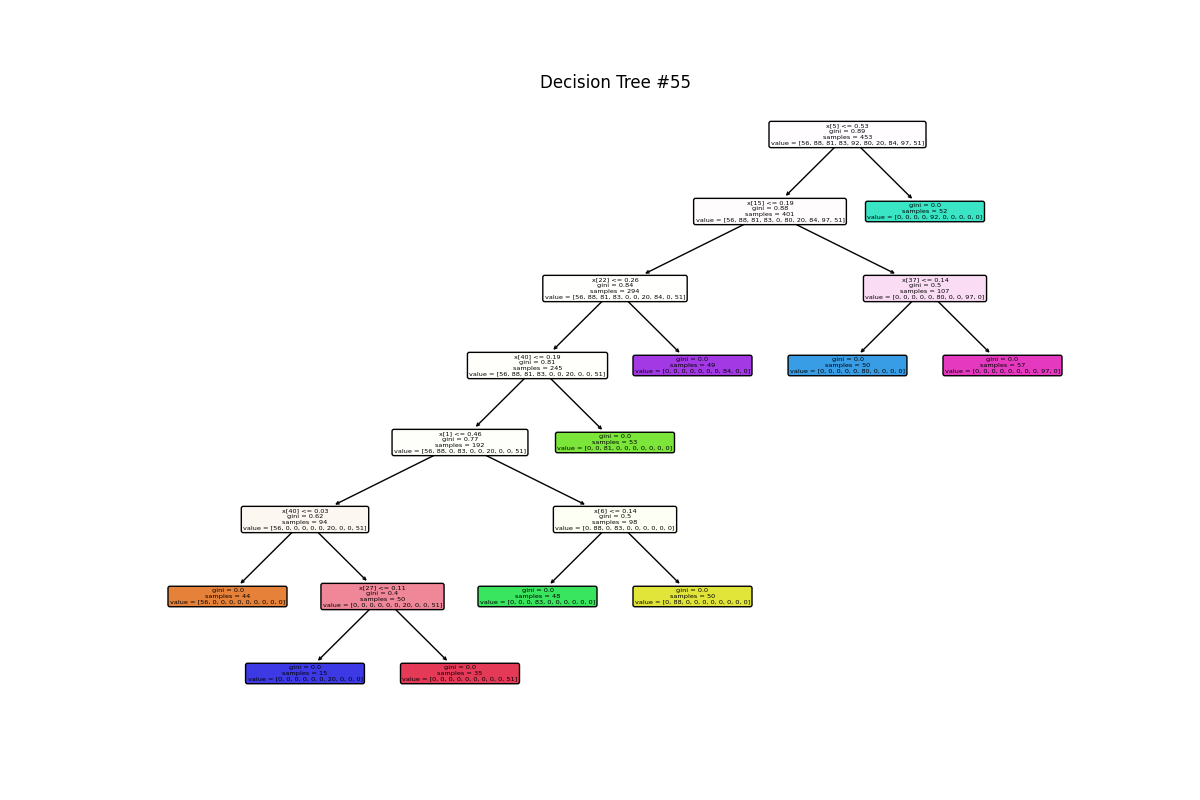 Decision Tree #55
x[5] <= 0.53
gini = 0.89
samples = 453
value = [56, 88, 81, 83, 92, 80, 20, 84, 97, 51]
x[15] <= 0.19
gini = 0.88
samples = 401
value = [56, 88, 81, 83, 0, 80, 20, 84, 97, 51]
gini = 0.0
samples = 52
value = [0, 0, 0, 0, 92, 0, 0, 0, 0, 0]
x[22] <= 0.26
gini = 0.84
samples = 294
value = [56, 88, 81, 83, 0, 0, 20, 84, 0, 51]
x[37] <= 0.14
gini = 0.5
samples = 107
value = [0, 0, 0, 0, 0, 80, 0, 0, 97, 0]
x[40] <= 0.19
gini = 0.81
samples = 245
value = [56, 88, 81, 83, 0, 0, 20, 0, 0, 51]
gini = 0.0
samples = 49
value = [0, 0, 0, 0, 0, 0, 0, 84, 0, 0]
gini = 0.0
samples = 50
value = [0, 0, 0, 0, 0, 80, 0, 0, 0, 0]
gini = 0.0
samples = 57
value = [0, 0, 0, 0, 0, 0, 0, 0, 97, 0]
x[1] <= 0.46
gini = 0.77
samples = 192
value = [56, 88, 0, 83, 0, 0, 20, 0, 0, 51]
gini = 0.0
samples = 53
value = [0, 0, 81, 0, 0, 0, 0, 0, 0, 0]
x[40] <= 0.03
gini = 0.62
samples = 94
value = [56, 0, 0, 0, 0, 0, 20, 0, 0, 51]
x[6] <= 0.14
gini = 0.5
samples = 98
value = [0, 88, 0, 83, 0, 0, 0, 0, 0, 0]
gini = 0.0
samples = 44
value = [56, 0, 0, 0, 0, 0, 0, 0, 0, 0]
x[27] <= 0.11
gini = 0.4
samples = 50
value = [0, 0, 0, 0, 0, 0, 20, 0, 0, 51]
gini = 0.0
samples = 48
value = [0, 0, 0, 83, 0, 0, 0, 0, 0, 0]
gini = 0.0
samples = 50
value = [0, 88, 0, 0, 0, 0, 0, 0, 0, 0]
gini = 0.0
samples = 15
value = [0, 0, 0, 0, 0, 0, 20, 0, 0, 0]
gini = 0.0
samples = 35
value = [0, 0, 0, 0, 0, 0, 0, 0, 0, 51]